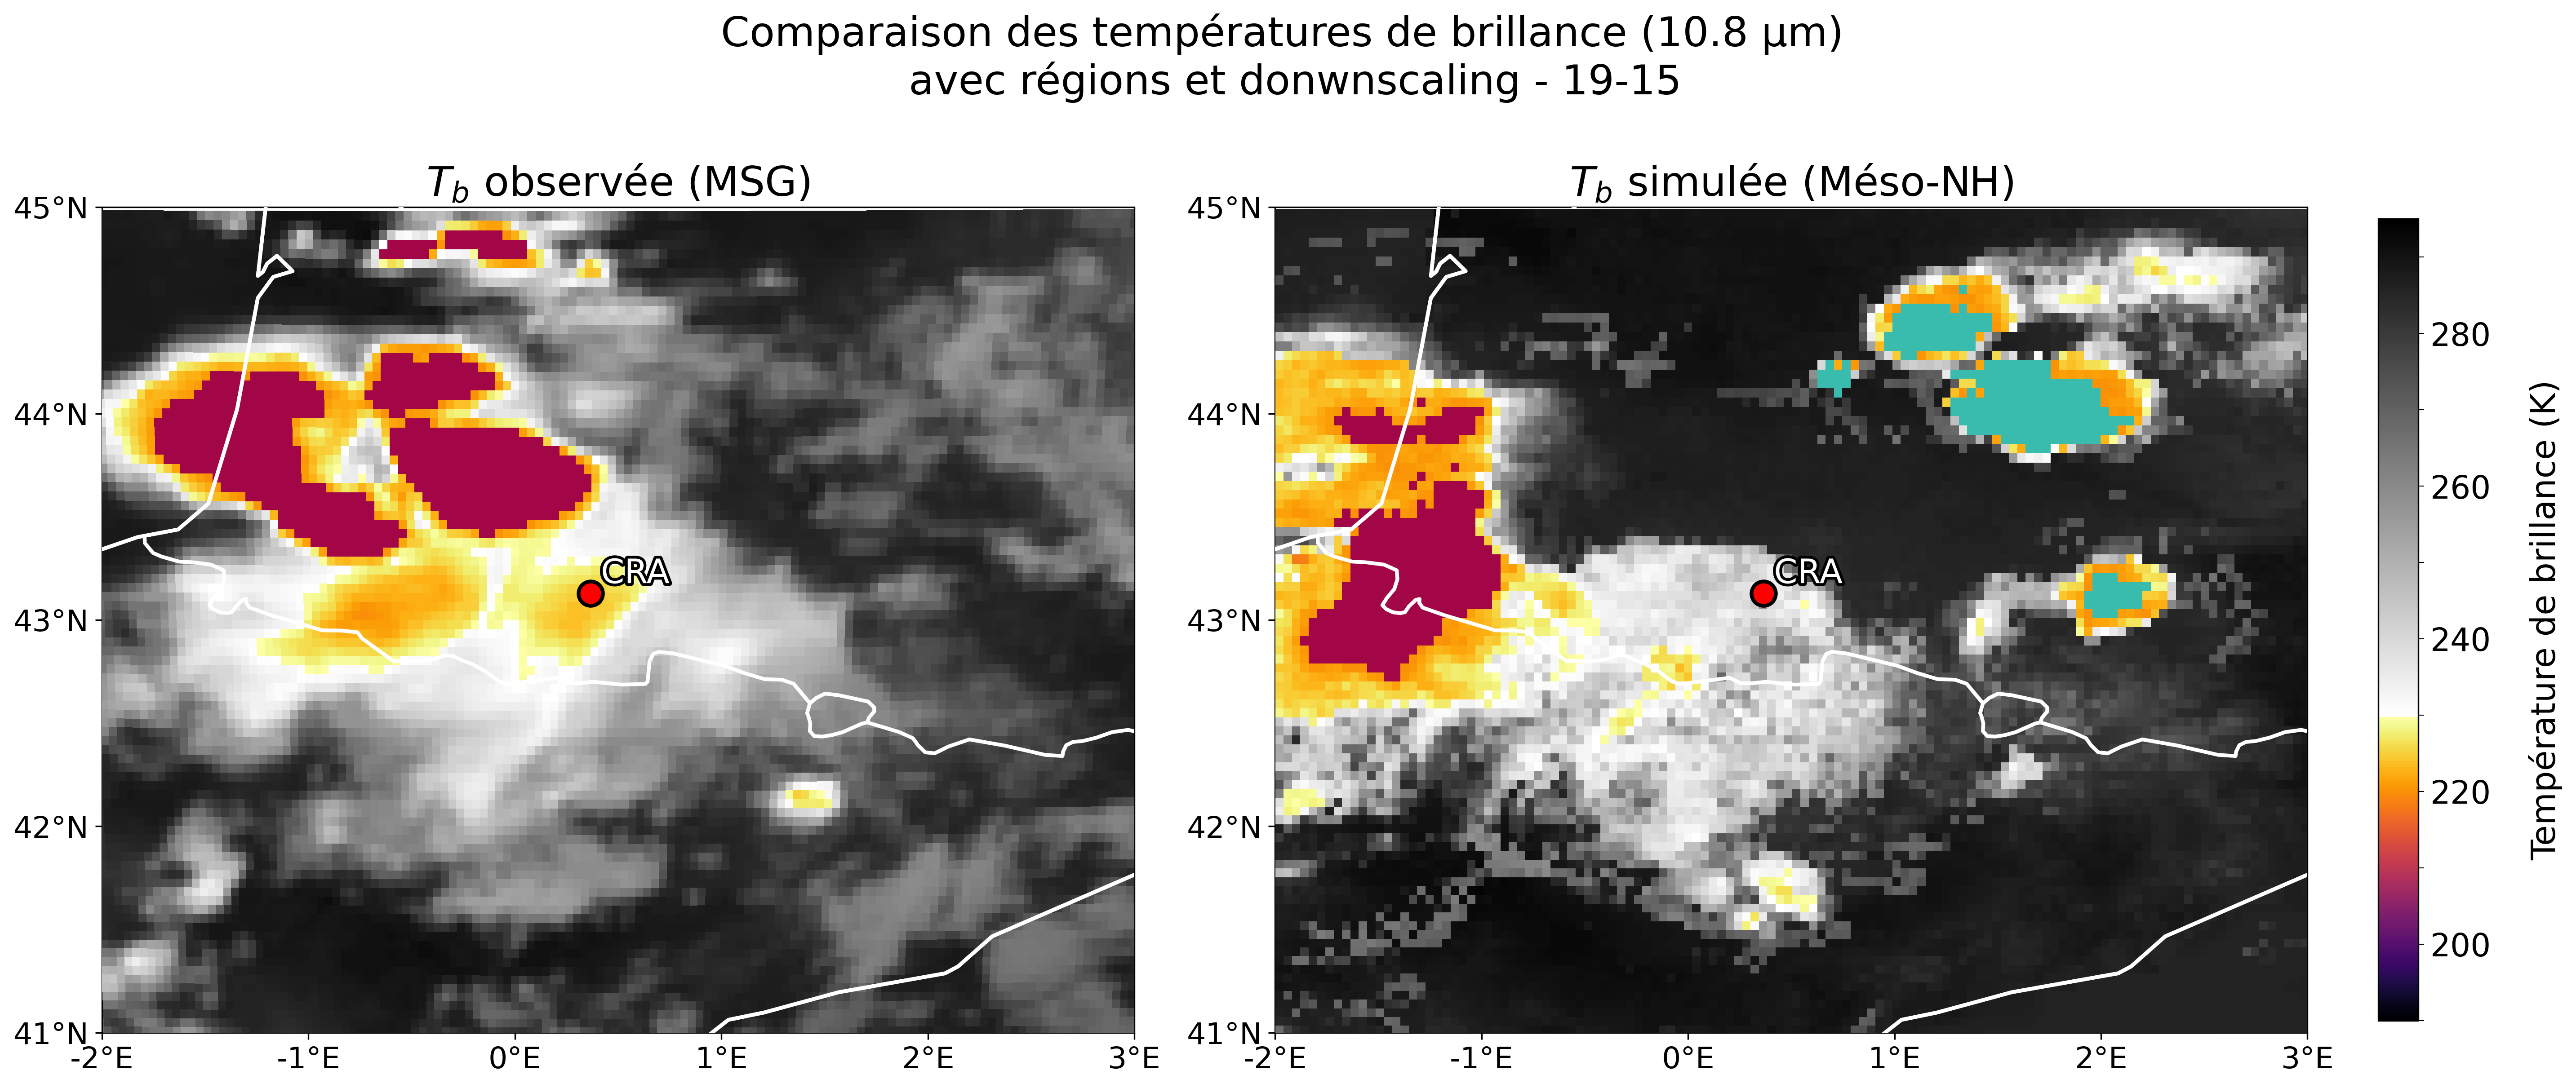 Comparaison des températures de brillance (10.8 µm)
avec régions et donwnscaling - 19-15
T_b observée (MSG)
T_b simulée (Méso-NH)
45°N
44°N
43°N
42°N
41°N
-2°E
-1°E
0°E
1°E
2°E
3°E
CRA
45°N
44°N
43°N
42°N
41°N
-2°E
-1°E
0°E
1°E
2°E
3°E
CRA
280
260
240
220
200
Température de brillance (K)